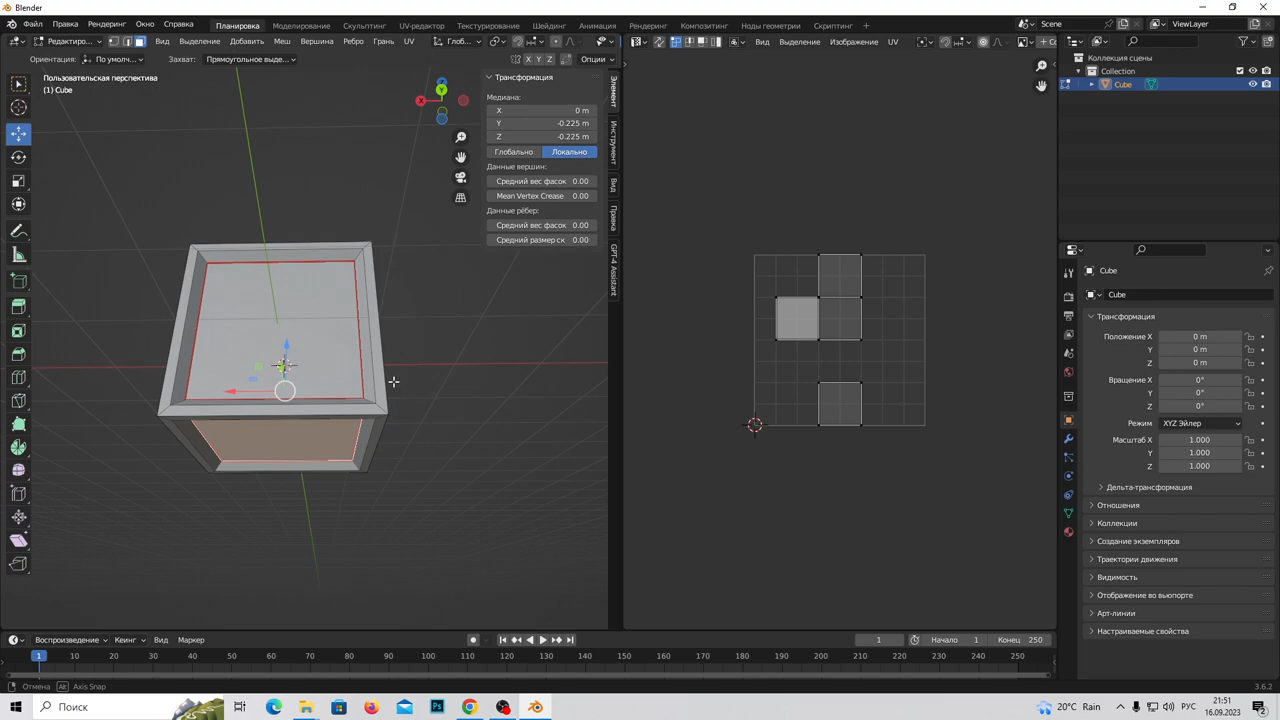 Blender
Файл Правка Рендеринг Окно Справка Планировка Моделирование Скульптинг UV-редактор Текстурирование Шейдинг Анимация Рендеринг Композитинг Ноды геометрии Скриптинг + Scene ViewLayer
Редактиро... Вид Выделение Добавить Меш Вершина Ребро Грань UV Глоб... Вид Выделение Изображение UV
Ориентация: По умолч... Захват: Прямоугольное выде... X Y Z Опции
Пользовательская перспектива
(1) Cube
Трансформация
Медиана:
X 0 m
Y -0.225 m
Z -0.225 m
Глобально Локально
Данные вершин:
Средний вес фасок 0.00
Mean Vertex Crease 0.00
Данные рёбер:
Средний вес фасок 0.00
Средний размер ск 0.00
Элемент
Инструмент
Вид
Правка
GPT-4 Assistant
Коллекция сцены
Collection
Cube
Cube
Cube
Трансформация
Положение X 0 m
Y 0 m
Z 0 m
Вращение X 0°
Y 0°
Z 0°
Режим XYZ Эйлер
Масштаб X 1.000
Y 1.000
Z 1.000
Дельта-трансформация
Отношения
Коллекции
Создание экземпляров
Траектории движения
Видимость
Отображение во вьюпорте
Арт-линии
Настраиваемые свойства
Воспроизведение Кеинг Вид Маркер 1 Начало 1 Конец 250
1 10 20 30 40 50 60 70 80 90 100 110 120 130 140 150 160 170 180 190 200 210 220 230 240 250
Отмена Alt Axis Snap 3.6.2
Поиск 20°C Rain РУС 21:51
16.09.2023